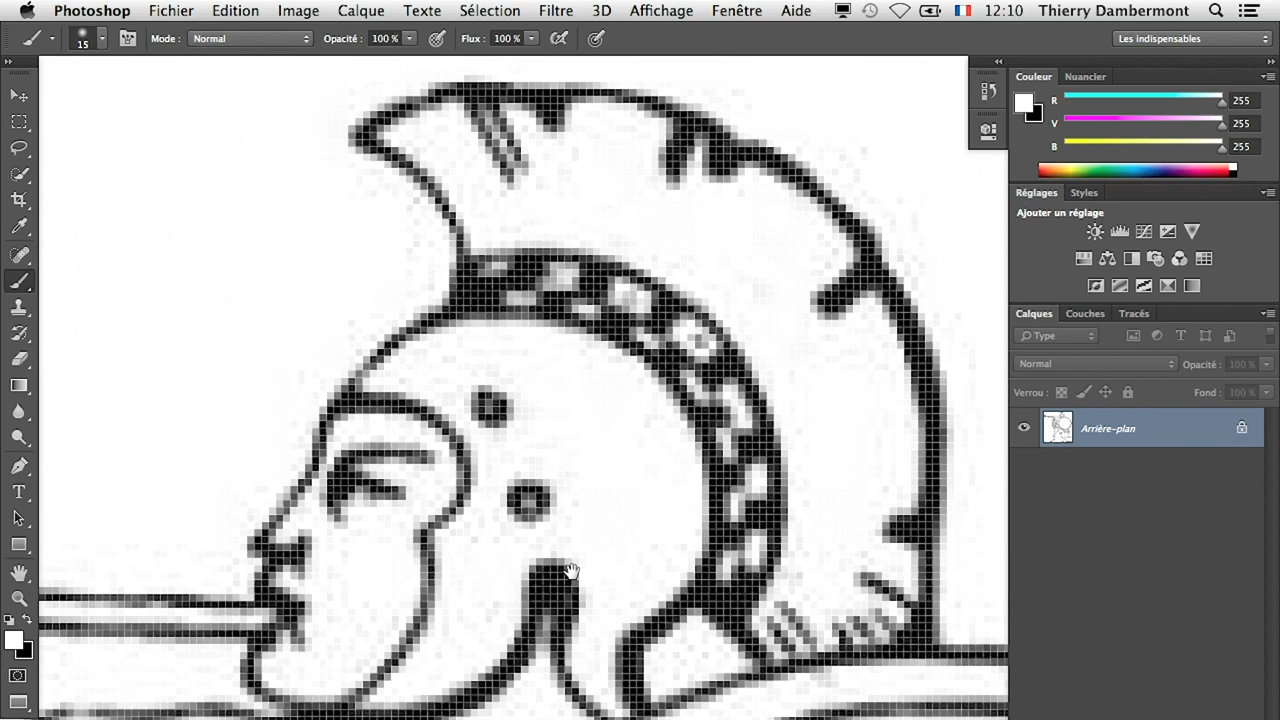 Photoshop Fichier Edition Image Calque Texte Sélection Filtre 3D Affichage Fenêtre Aide 12:10 Thierry Dambermont
15 Mode : Normal Opacité : 100 % Flux : 100 % Les indispensables
Couleur Nuancier
R 255
V 255
B 255
Réglages Styles
Ajouter un réglage
Calques Couches Tracés
Type
Normal Opacité : 100 %
Verrou : Fond : 100 %
Arrière-plan